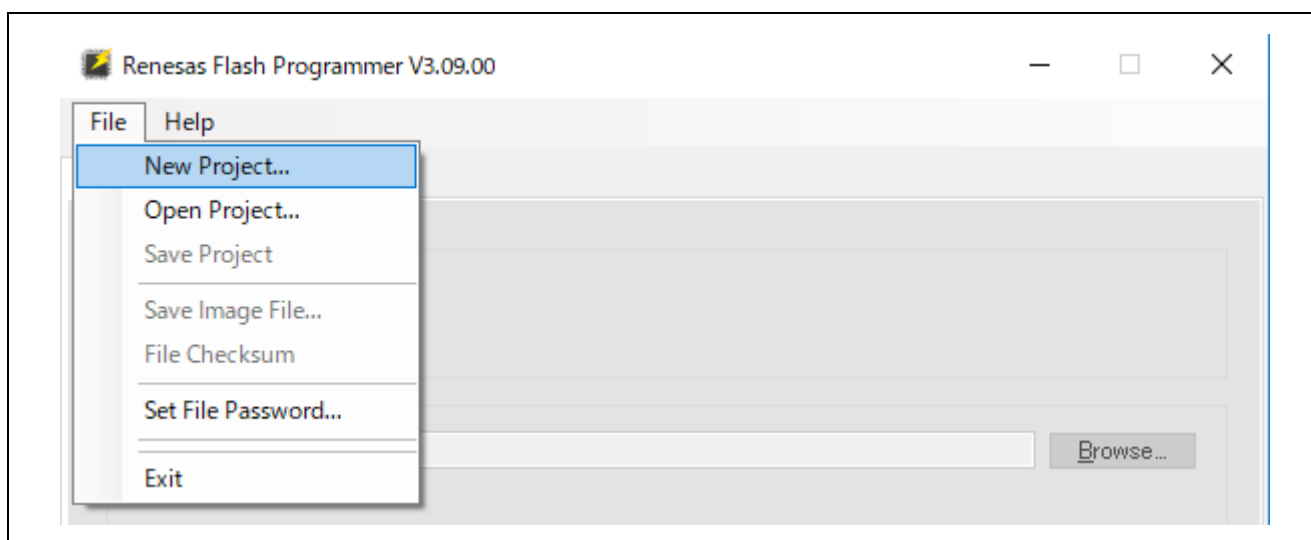 Renesas Flash Programmer V3.09.00
File Help
New Project...
Open Project...
Save Project
Save Image File...
File Checksum
Set File Password...
Browse...
Exit